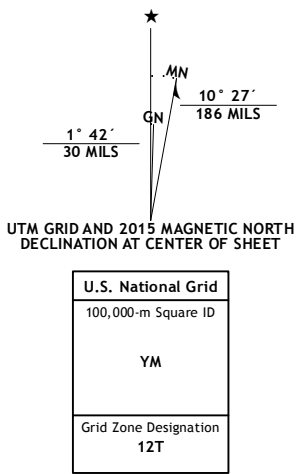 ★
MN
GN
10° 27´
186 MILS
1° 42´
30 MILS
UTM GRID AND 2015 MAGNETIC NORTH
DECLINATION AT CENTER OF SHEET
U.S. National Grid
100,000-m Square ID
YM
Grid Zone Designation
12T